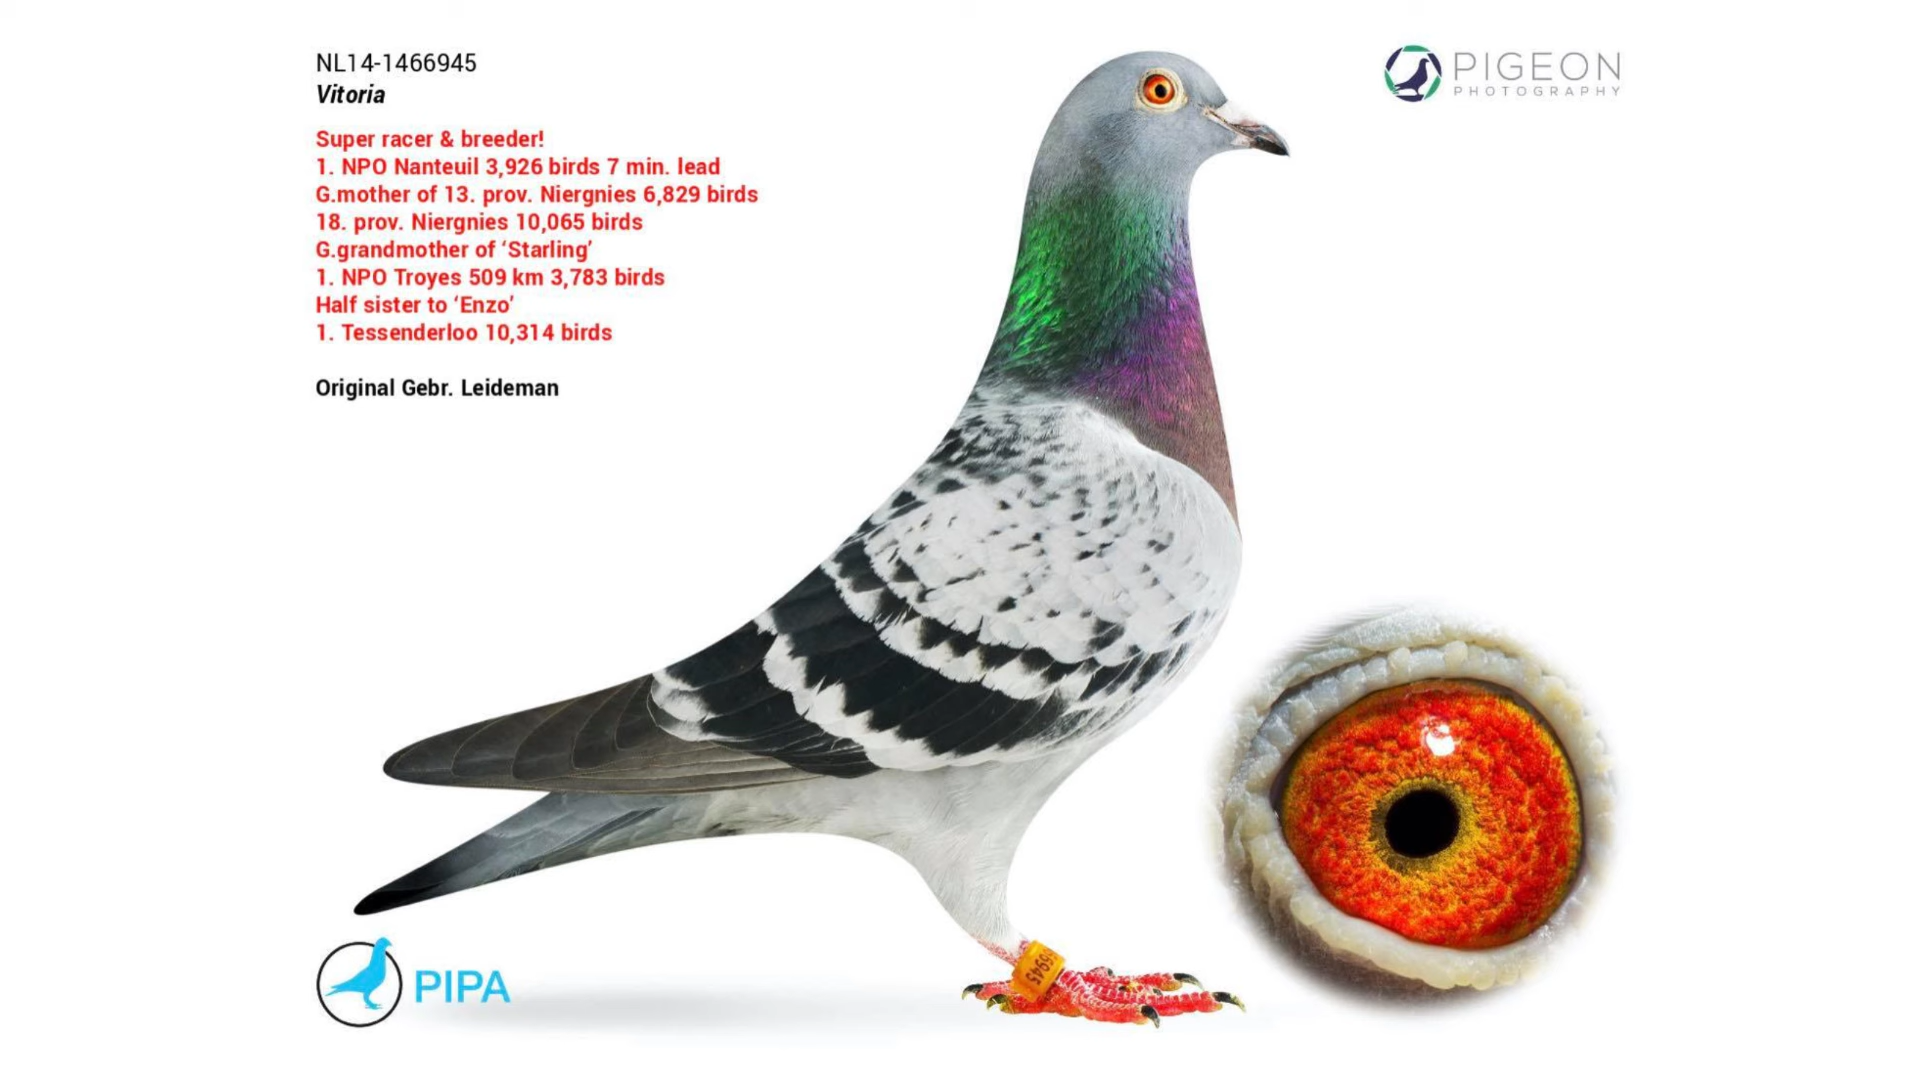 NL14-1466945
Vitoria
Super racer & breeder!
1. NPO Nanteuil 3,926 birds 7 min. lead
G.mother of 13. prov. Niergnies 6,829 birds
18. prov. Niergnies 10,065 birds
G.grandmother of ‘Starling’
1. NPO Troyes 509 km 3,783 birds
Half sister to ‘Enzo’
1. Tessenderloo 10,314 birds
Original Gebr. Leideman
PIGEON
PHOTOGRAPHY
PIPA
66945